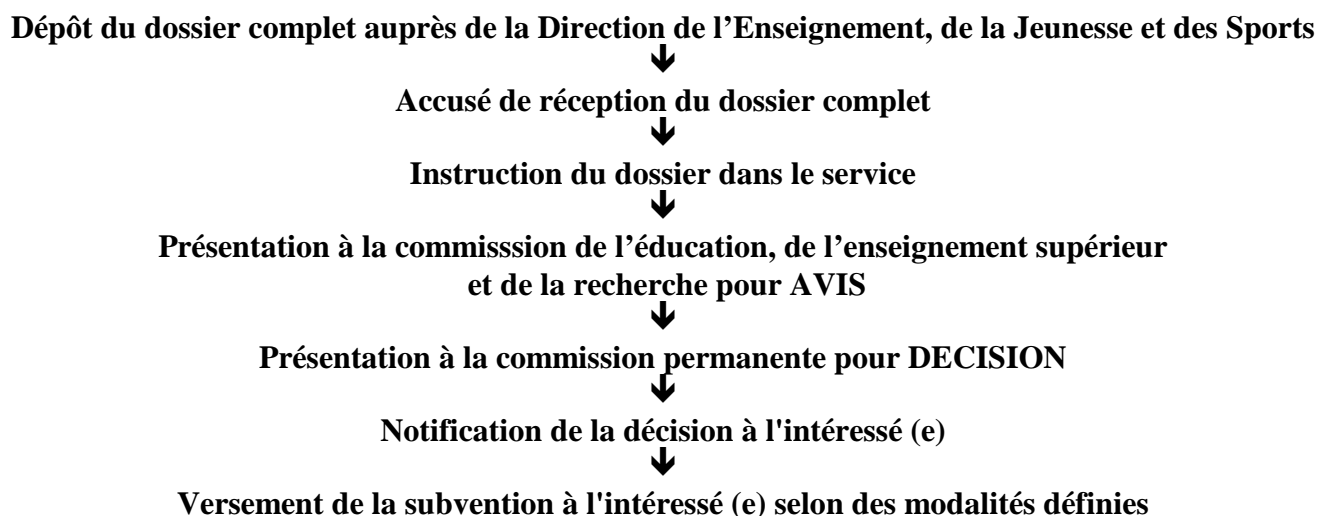 Dépôt du dossier complet auprès de la Direction de l’Enseignement, de la Jeunesse et des Sports
Accusé de réception du dossier complet
Instruction du dossier dans le service
Présentation à la commisssion de l’éducation, de l’enseignement supérieur
et de la recherche pour AVIS
Présentation à la commission permanente pour DECISION
Notification de la décision à l'intéressé (e)
Versement de la subvention à l'intéressé (e) selon des modalités définies